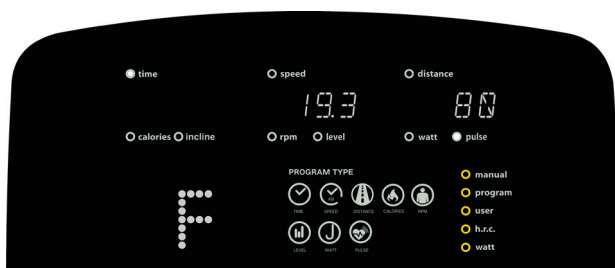 time speed distance
19.3 80
calories incline rpm level watt pulse
PROGRAM TYPE
manual
KM
program
TIME SPEED DISTANCE CALORIES RPM
user
F
h.r.c.
LEVEL WATT PULSE
watt